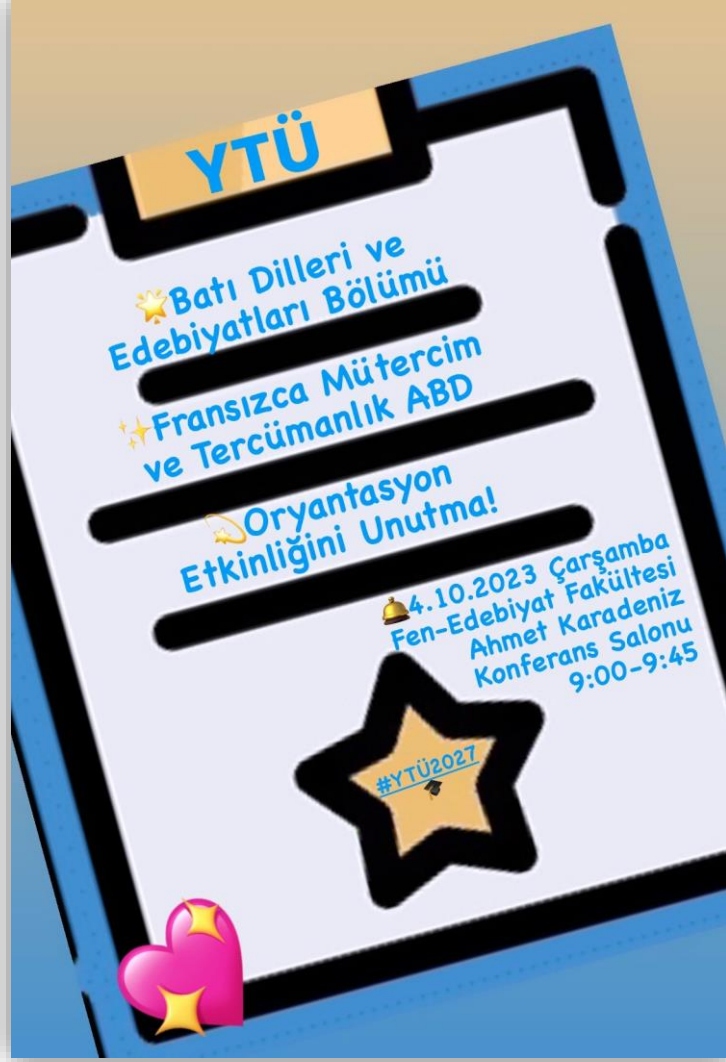 YTÜ
🌟Batı Dilleri ve
Edebiyatları Bölümü
✨Fransızca Mütercim
ve Tercümanlık ABD
💫Oryantasyon
Etkinliğini Unutma!
🛎4.10.2023 Çarşamba
Fen-Edebiyat Fakültesi
Ahmet Karadeniz
Konferans Salonu
9:00-9:45
#YTÜ2027
🎓